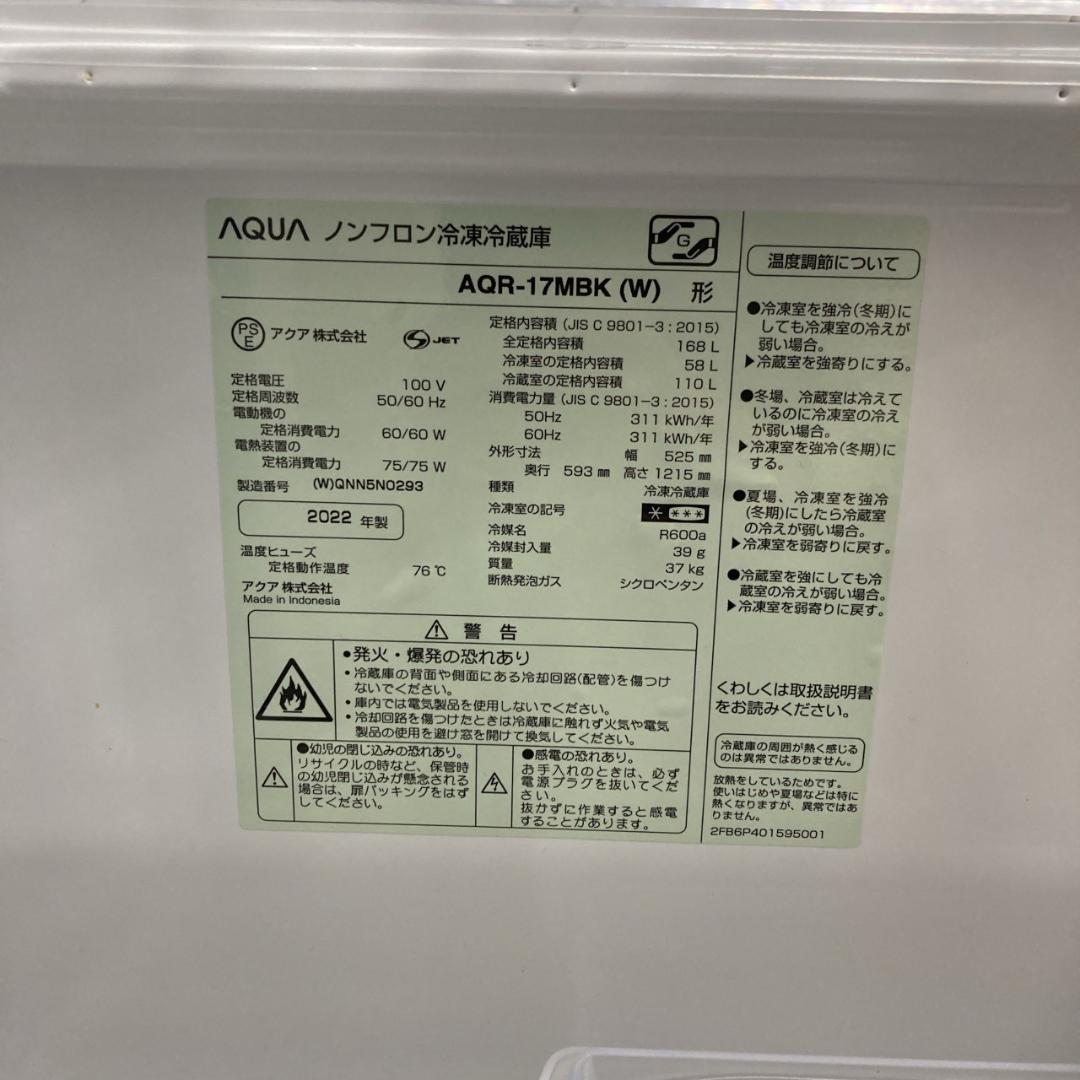 AQUA ノンフロン冷凍冷蔵庫
G
AQR-17MBK (W) 形
PS
E
アクア 株式会社
S JET
定格電圧 100 V
定格周波数 50/60 Hz
電動機の
定格消費電力 60/60 W
電熱装置の
定格消費電力 75/75 W
製造番号 (W)QNN5N0293
2022 年製
温度ヒューズ
定格動作温度 76 ℃
アクア 株式会社
Made in Indonesia
定格内容積 (JIS C 9801-3 : 2015)
全定格内容積 168 L
冷凍室の定格内容積 58 L
冷蔵室の定格内容積 110 L
消費電力量 (JIS C 9801-3 : 2015)
50Hz 311 kWh/年
60Hz 311 kWh/年
外形寸法 幅 525 ㎜
奥行 593 ㎜ 高さ 1215 ㎜
種類 冷凍冷蔵庫
冷凍室の記号 * ***
冷媒名 R600a
冷媒封入量 39 g
質量 37 kg
断熱発泡ガス シクロペンタン
警 告
•発火・爆発の恐れあり
・冷蔵庫の背面や側面にある冷却回路(配管)を傷つけ
ないでください。
・庫内では電気製品を使用しないでください。
・冷却回路を傷つけたときは冷蔵庫に触れず火気や電気
製品の使用を避け窓を開けて換気してください。
●幼児の閉じ込みの恐れあり。
リサイクルの時など、保管時
の幼児閉じ込みが懸念される
場合は、扉パッキングをはず
してください。
●感電の恐れあり。
お手入れのときは、必ず
電源プラグを抜いてくだ
さい。
抜かずに作業すると感電
することがあります。
温度調節について
●冷凍室を強冷(冬期)に
しても冷凍室の冷えが
弱い場合。
▶冷蔵室を強寄りにする。
●冬場、冷蔵室は冷えて
いるのに冷凍室の冷え
が弱い場合。
▶冷凍室を強冷(冬期)に
する。
●夏場、冷凍室を強冷
(冬期)にしたら冷蔵室
の冷えが弱い場合。
▶冷凍室を弱寄りに戻す。
●冷蔵室を強にしても冷
蔵室の冷えが弱い場合。
▶冷凍室を弱寄りに戻す。
くわしくは取扱説明書
をお読みください。
冷蔵庫の周囲が熱く感じる
のは異常ではありません。
放熱をしているためです。
使いはじめや夏場などは特に
熱くなりますが、異常ではあ
りません。
2FB6P401595001